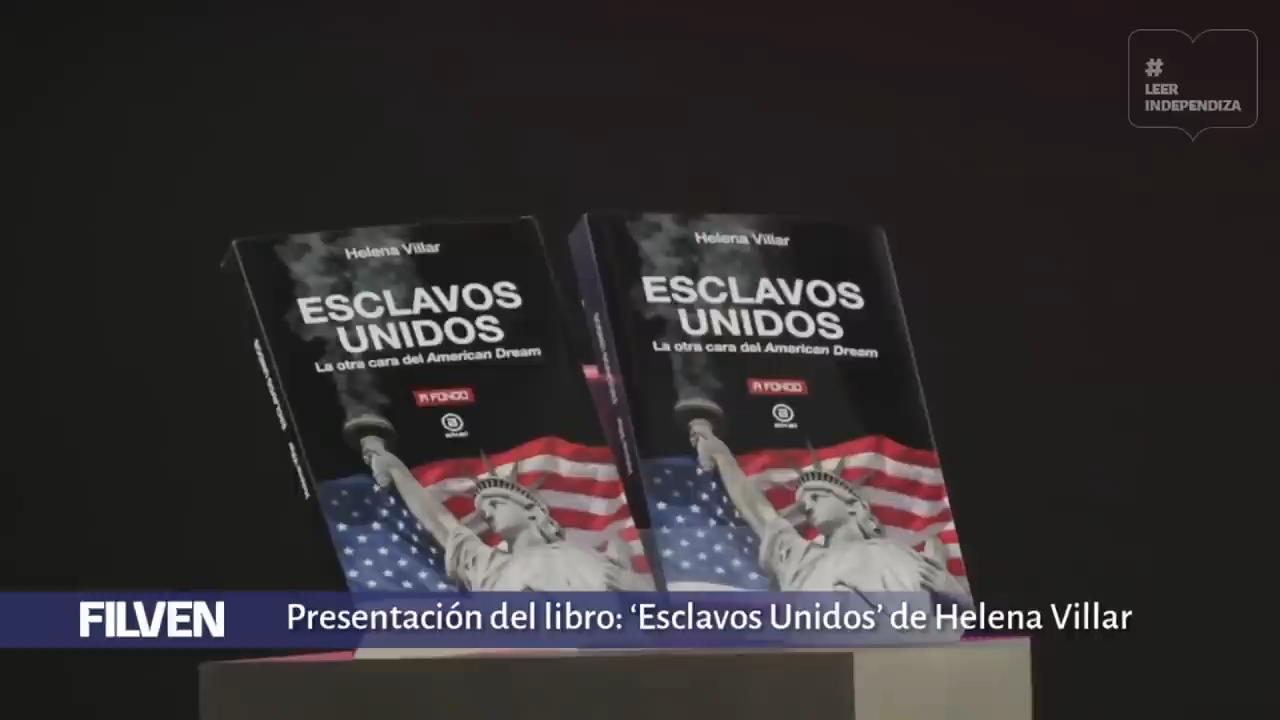 #
LEER
INDEPENDIZA
Helena Villar
ESCLAVOS
UNIDOS
La otra cara del American Dream
A FONDO
Helena Villar
ESCLAVOS
UNIDOS
La otra cara del American Dream
A FONDO
FILVEN
Presentación del libro: ‘Esclavos Unidos’ de Helena Villar